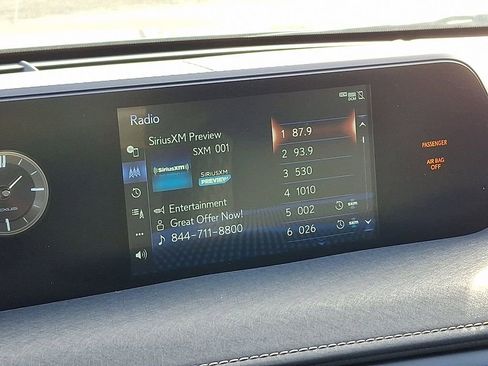 Radio
SiriusXM Preview
SXM 001
SiriusXM
SIRIUSXM
PREVIEW
Entertainment
Great Offer Now!
844-711-8800
1 87.9
2 93.9
3 530
4 1010
5 002
6 026
PASSENGER
AIR BAG
OFF